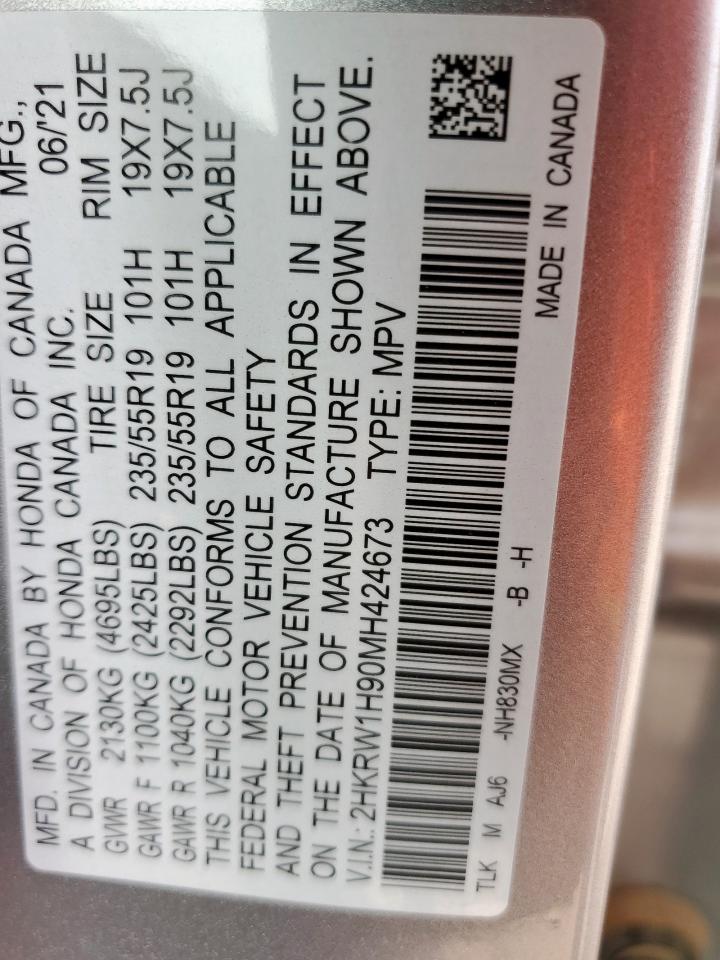 MFD. IN CANADA BY HONDA OF CANADA MFG.,
A DIVISION OF HONDA CANADA INC. 06/'21
GVWR 2130KG (4695LBS) TIRE SIZE RIM SIZE
GAWR F 1100KG (2425LBS) 235/55R19 101H 19X7.5J
GAWR R 1040KG (2292LBS) 235/55R19 101H 19X7.5J
THIS VEHICLE CONFORMS TO ALL APPLICABLE
FEDERAL MOTOR VEHICLE SAFETY
AND THEFT PREVENTION STANDARDS IN EFFECT
ON THE DATE OF MANUFACTURE SHOWN ABOVE.
V.I.N.: 2HKRW1H90MH424673 TYPE: MPV
TLK M AJ6 -NH830MX -B -H
MADE IN CANADA